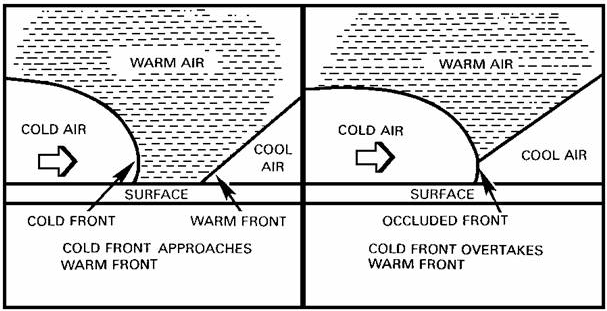 WARM AIR
COLD AIR
COOL
AIR
SURFACE
COLD FRONT
WARM FRONT
COLD FRONT APPROACHES
WARM FRONT
WARM AIR
COLD AIR
COOL AIR
SURFACE
OCCLUDED FRONT
COLD FRONT OVERTAKES
WARM FRONT